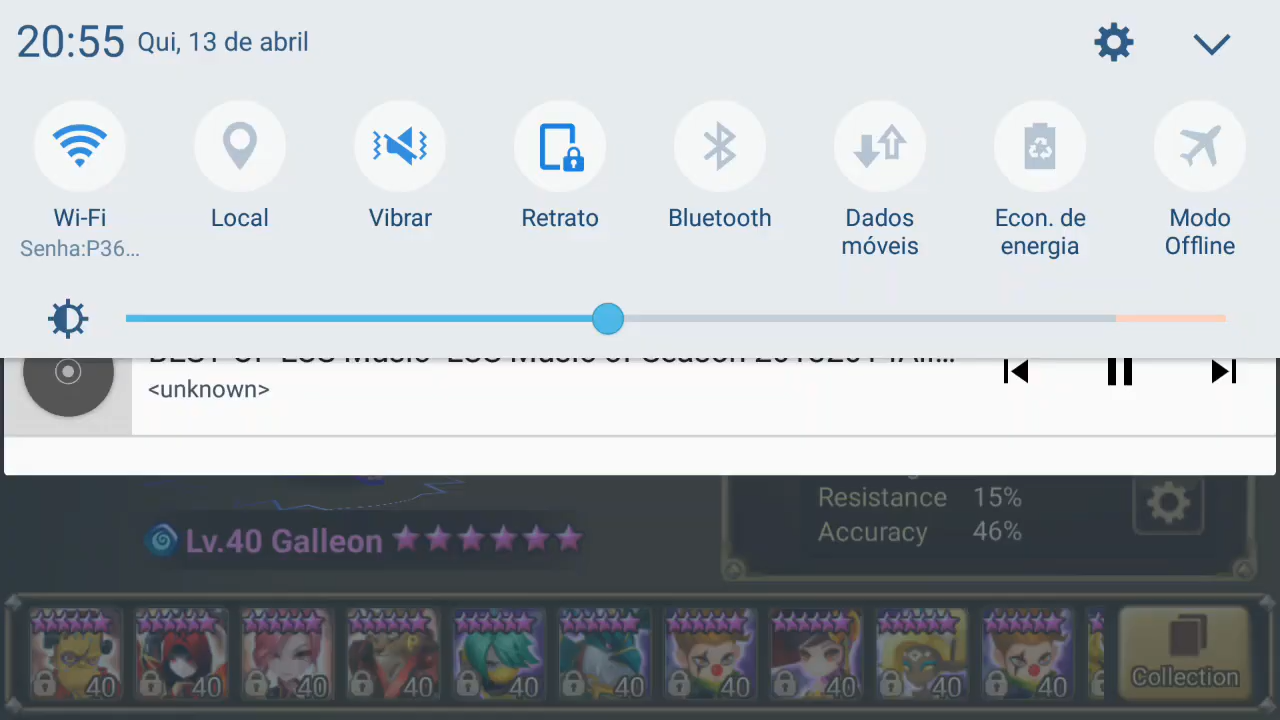 20:55 Qui, 13 de abril
Wi-Fi
Senha:P36...
Local
Vibrar
Retrato
Bluetooth
Dados
móveis
Econ. de
energia
Modo
Offline
<unknown>
Resistance 15%
Accuracy 46%
Lv.40 Galleon
40 40 40 40 40 40 40 40 40 40
Collection